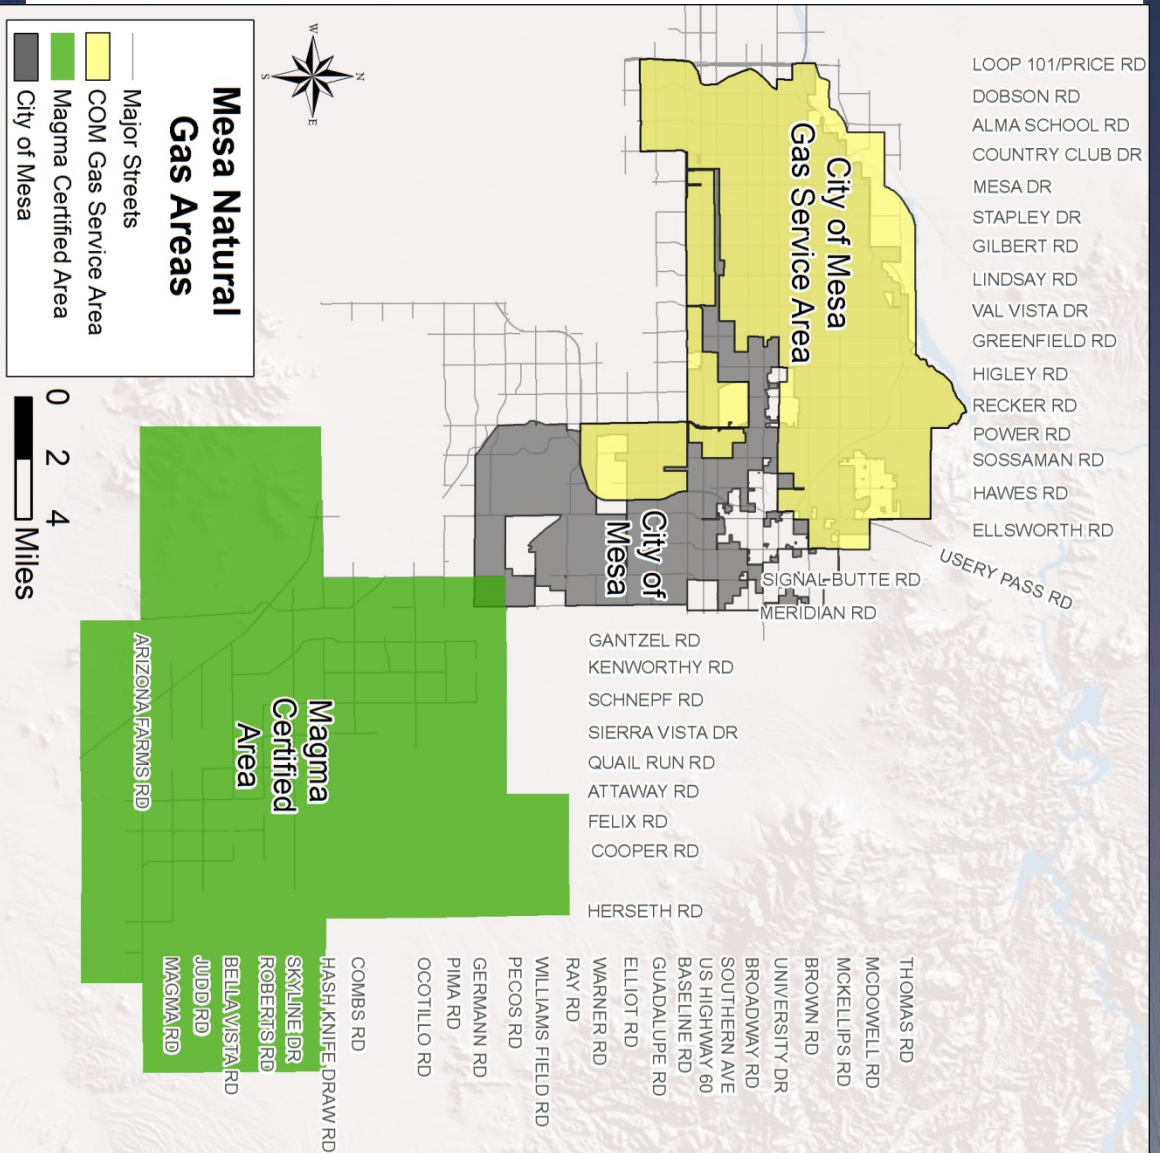 Mesa Natural
Gas Areas
Major Streets
COM Gas Service Area
Magma Certified Area
City of Mesa
N
E
S
W
0 2 4 Miles
City of Mesa
Gas Service Area
City of
Mesa
Magma
Certified
Area
LOOP 101/PRICE RD
DOBSON RD
ALMA SCHOOL RD
COUNTRY CLUB DR
MESA DR
STAPLEY DR
GILBERT RD
LINDSAY RD
VAL VISTA DR
GREENFIELD RD
HIGLEY RD
RECKER RD
POWER RD
SOSSAMAN RD
HAWES RD
ELLSWORTH RD
USERY PASS RD
SIGNAL BUTTE RD
MERIDIAN RD
GANTZEL RD
KENWORTHY RD
SCHNEPF RD
SIERRA VISTA DR
QUAIL RUN RD
ATTAWAY RD
FELIX RD
COOPER RD
HERSETH RD
THOMAS RD
MCDOWELL RD
MCKELLIPS RD
BROWN RD
UNIVERSITY DR
BROADWAY RD
SOUTHERN AVE
US HIGHWAY 60
BASELINE RD
GUADALUPE RD
ELLIOT RD
WARNER RD
RAY RD
WILLIAMS FIELD RD
PECOS RD
GERMANN RD
PIMA RD
OCOTILLO RD
COMBS RD
HASH KNIFE DRAW RD
SKYLINE DR
ROBERTS RD
BELLA VISTA RD
JUDD RD
MAGMA RD
ARIZONA FARMS RD